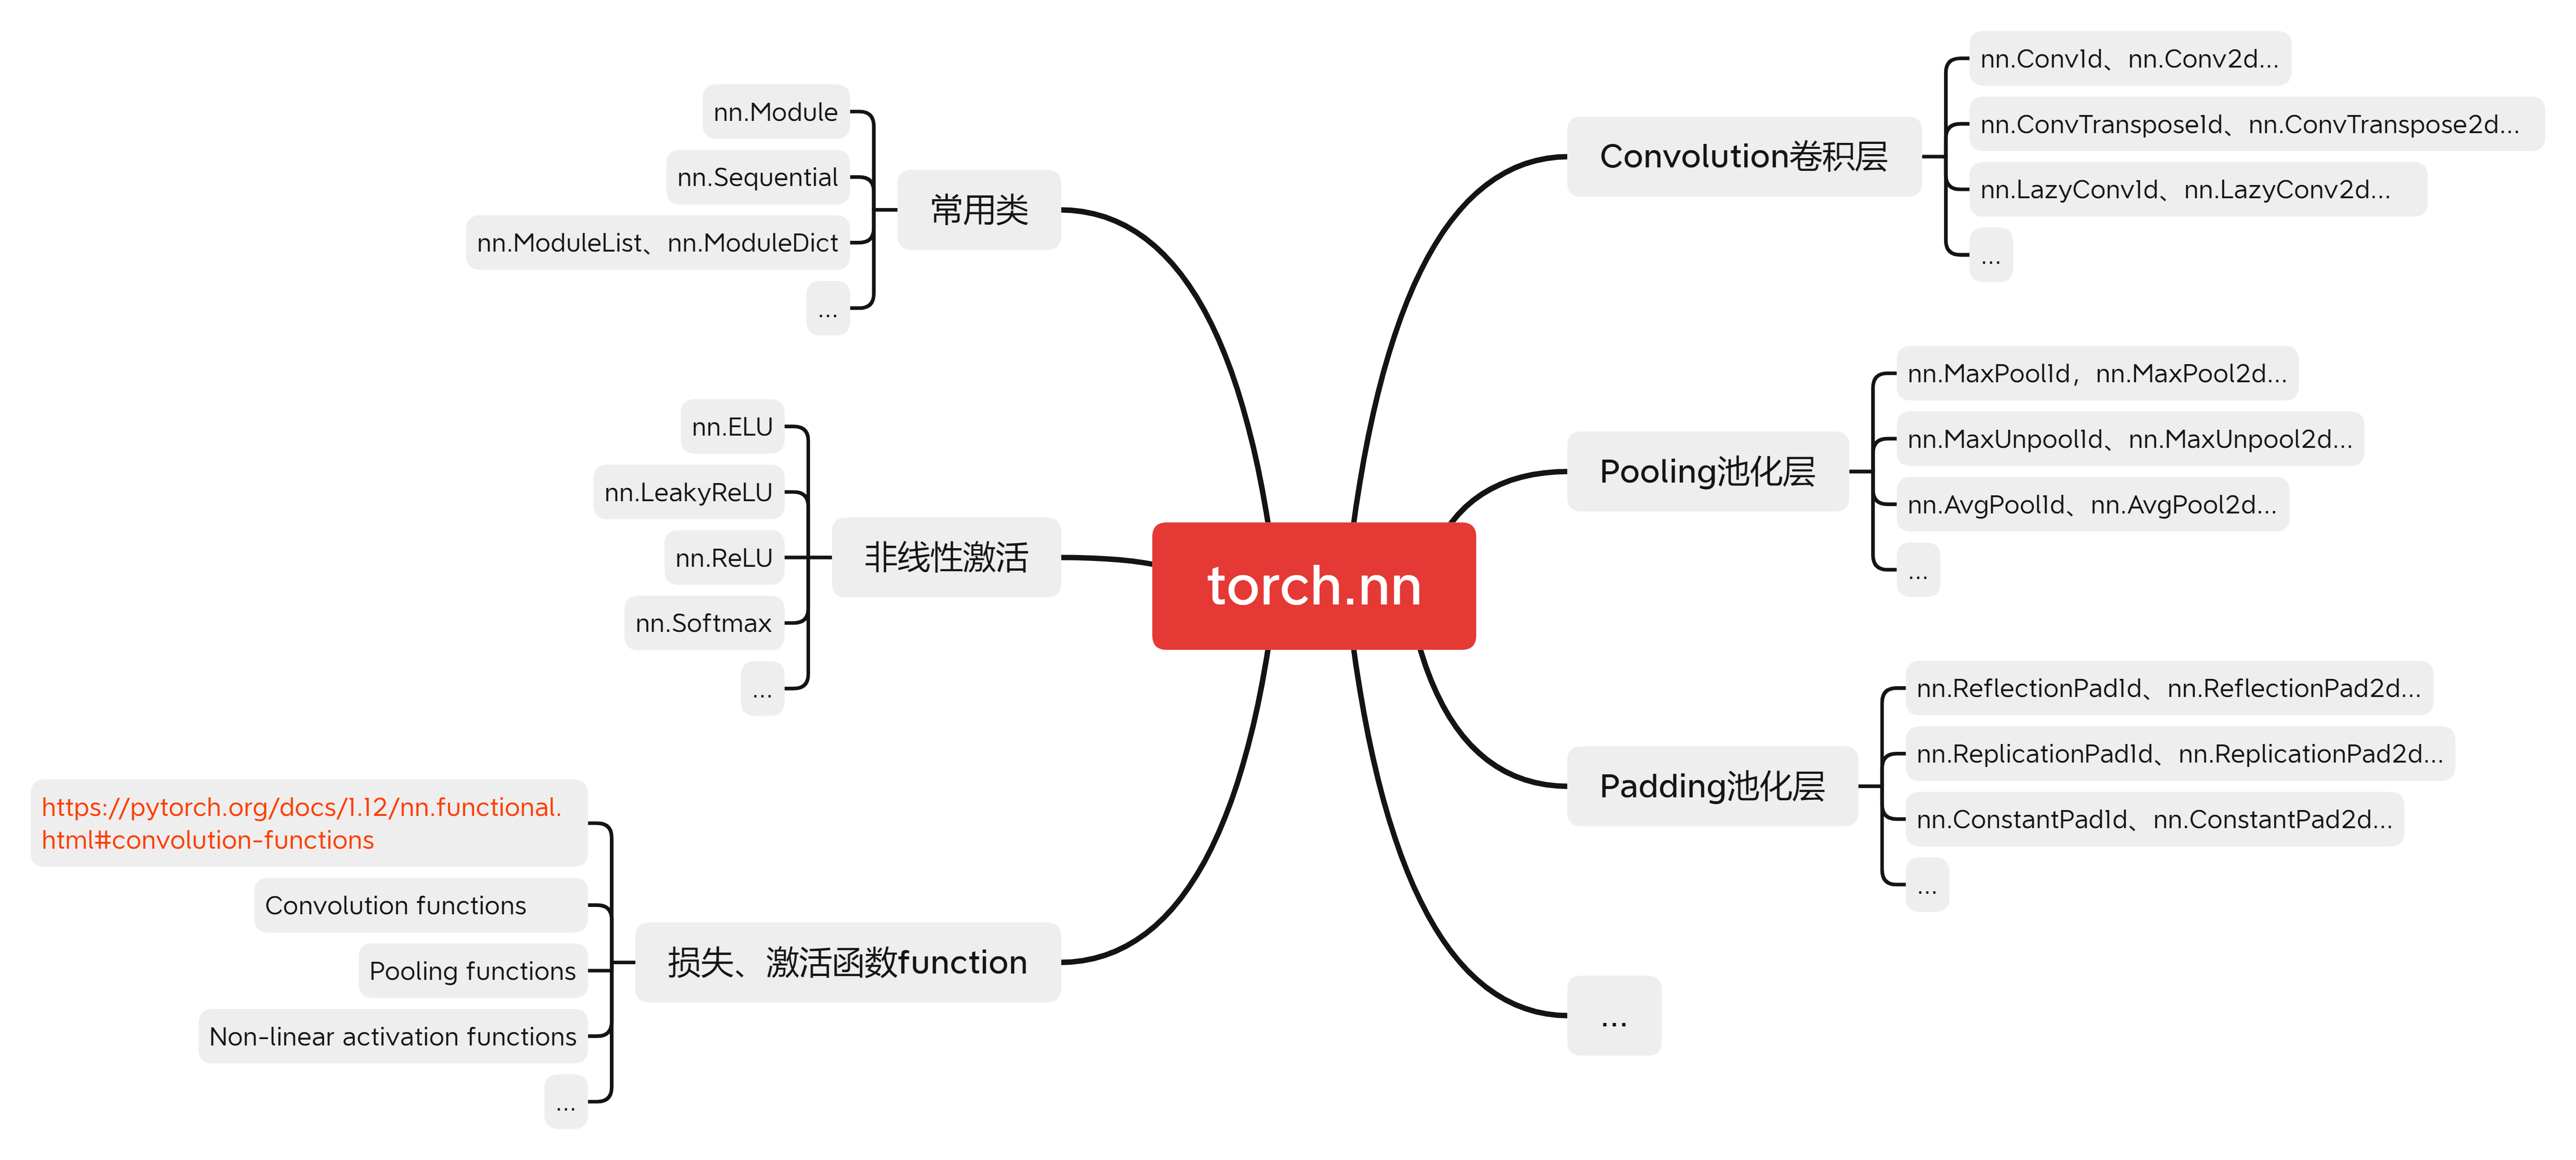 torch.nn
Convolution卷积层
nn.Conv1d、nn.Conv2d...
nn.ConvTranspose1d、nn.ConvTranspose2d...
nn.LazyConv1d、nn.LazyConv2d...
...
Pooling池化层
nn.MaxPool1d，nn.MaxPool2d...
nn.MaxUnpool1d、nn.MaxUnpool2d...
nn.AvgPool1d、nn.AvgPool2d...
...
Padding池化层
nn.ReflectionPad1d、nn.ReflectionPad2d...
nn.ReplicationPad1d、nn.ReplicationPad2d...
nn.ConstantPad1d、nn.ConstantPad2d...
...
...
常用类
nn.Module
nn.Sequential
nn.ModuleList、nn.ModuleDict
...
非线性激活
nn.ELU
nn.LeakyReLU
nn.ReLU
nn.Softmax
...
损失、激活函数function
https://pytorch.org/docs/1.12/nn.functional.
html#convolution-functions
Convolution functions
Pooling functions
Non-linear activation functions
...